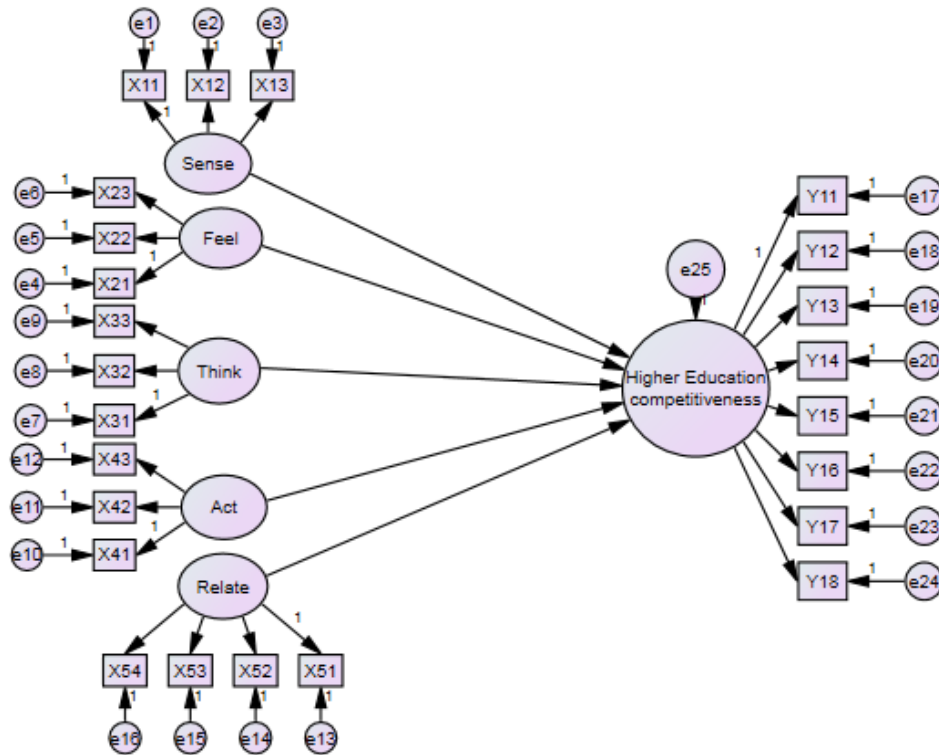 e1 e2 e3
1 1 1
X11 X12 X13
1
Sense
e6 1 X23
e5 1 X22 Feel
e4 1 X21 1
e9 1 X33
e8 1 X32 Think
e7 1 X31 1
e12 1 X43
e11 1 X42 Act
e10 1 X41 1
Relate
1
X54 X53 X52 X51
1 1 1 1
e16 e15 e14 e13
e25
1
Higher Education
competitiveness
1
Y11 1 e17
Y12 1 e18
Y13 1 e19
Y14 1 e20
Y15 1 e21
Y16 1 e22
Y17 1 e23
Y18 1 e24